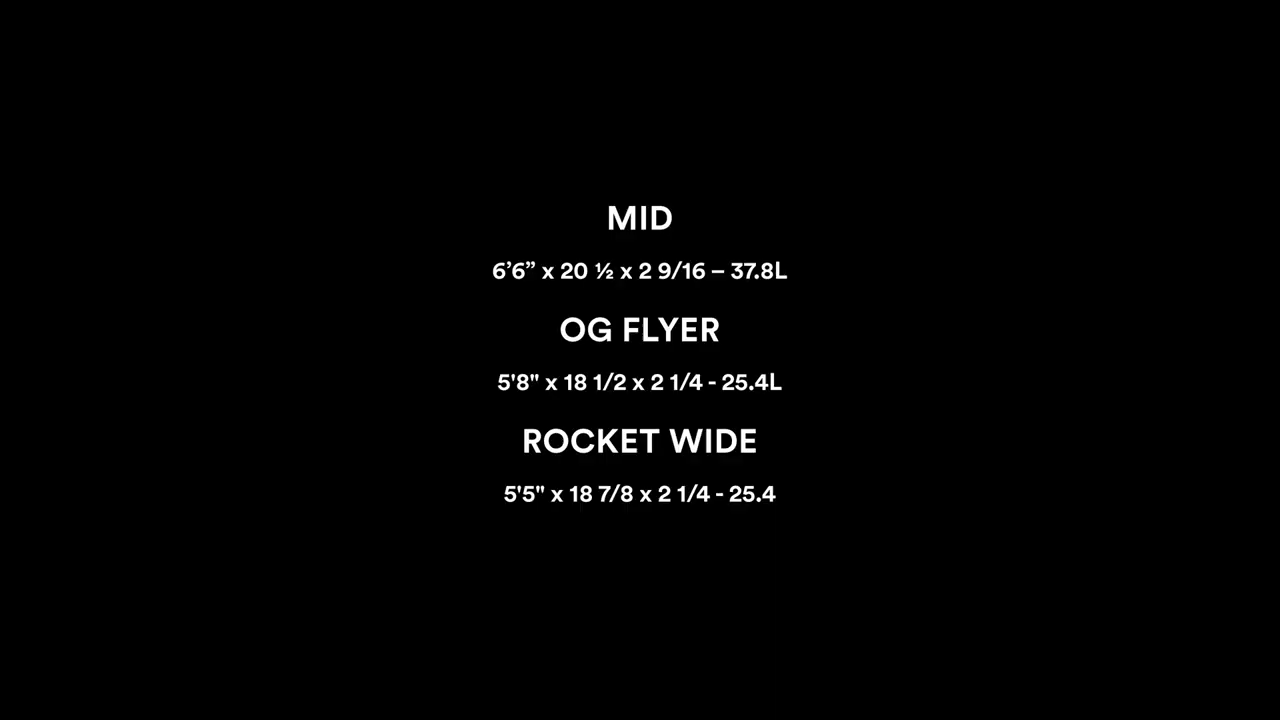 MID
6’6” x 20 ½ x 2 9/16 – 37.8L
OG FLYER
5'8" x 18 1/2 x 2 1/4 - 25.4L
ROCKET WIDE
5'5" x 18 7/8 x 2 1/4 - 25.4